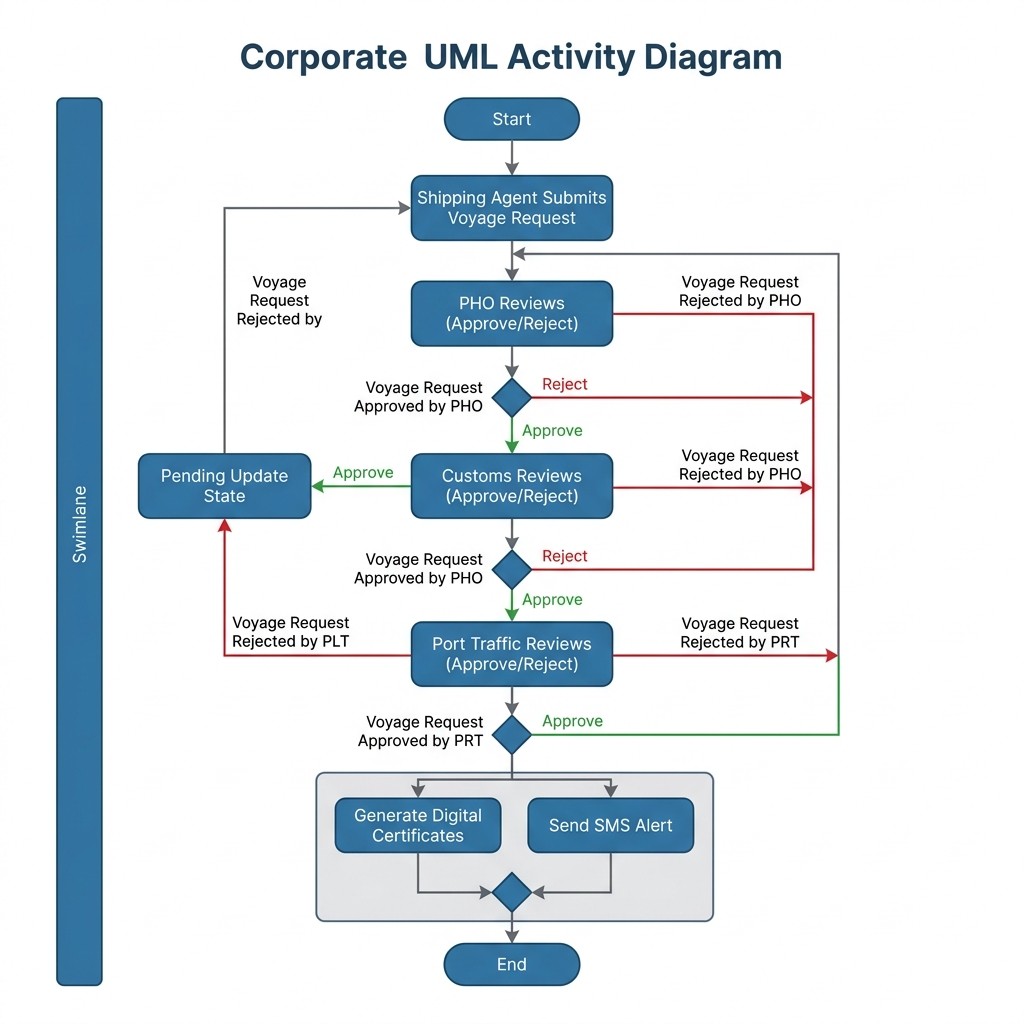 Corporate UML Activity Diagram
Swimlane
Start
Shipping Agent Submits
Voyage Request
Voyage
Request
Rejected by
PHO Reviews
(Approve/Reject)
Voyage Request
Rejected by PHO
Voyage Request
Approved by PHO
Reject
Approve
Pending Update
State
Approve
Customs Reviews
(Approve/Reject)
Voyage Request
Rejected by PHO
Voyage Request
Approved by PHO
Reject
Approve
Voyage Request
Rejected by PLT
Port Traffic Reviews
(Approve/Reject)
Voyage Request
Rejected by PRT
Voyage Request
Approved by PRT
Approve
Generate Digital
Certificates
Send SMS Alert
End